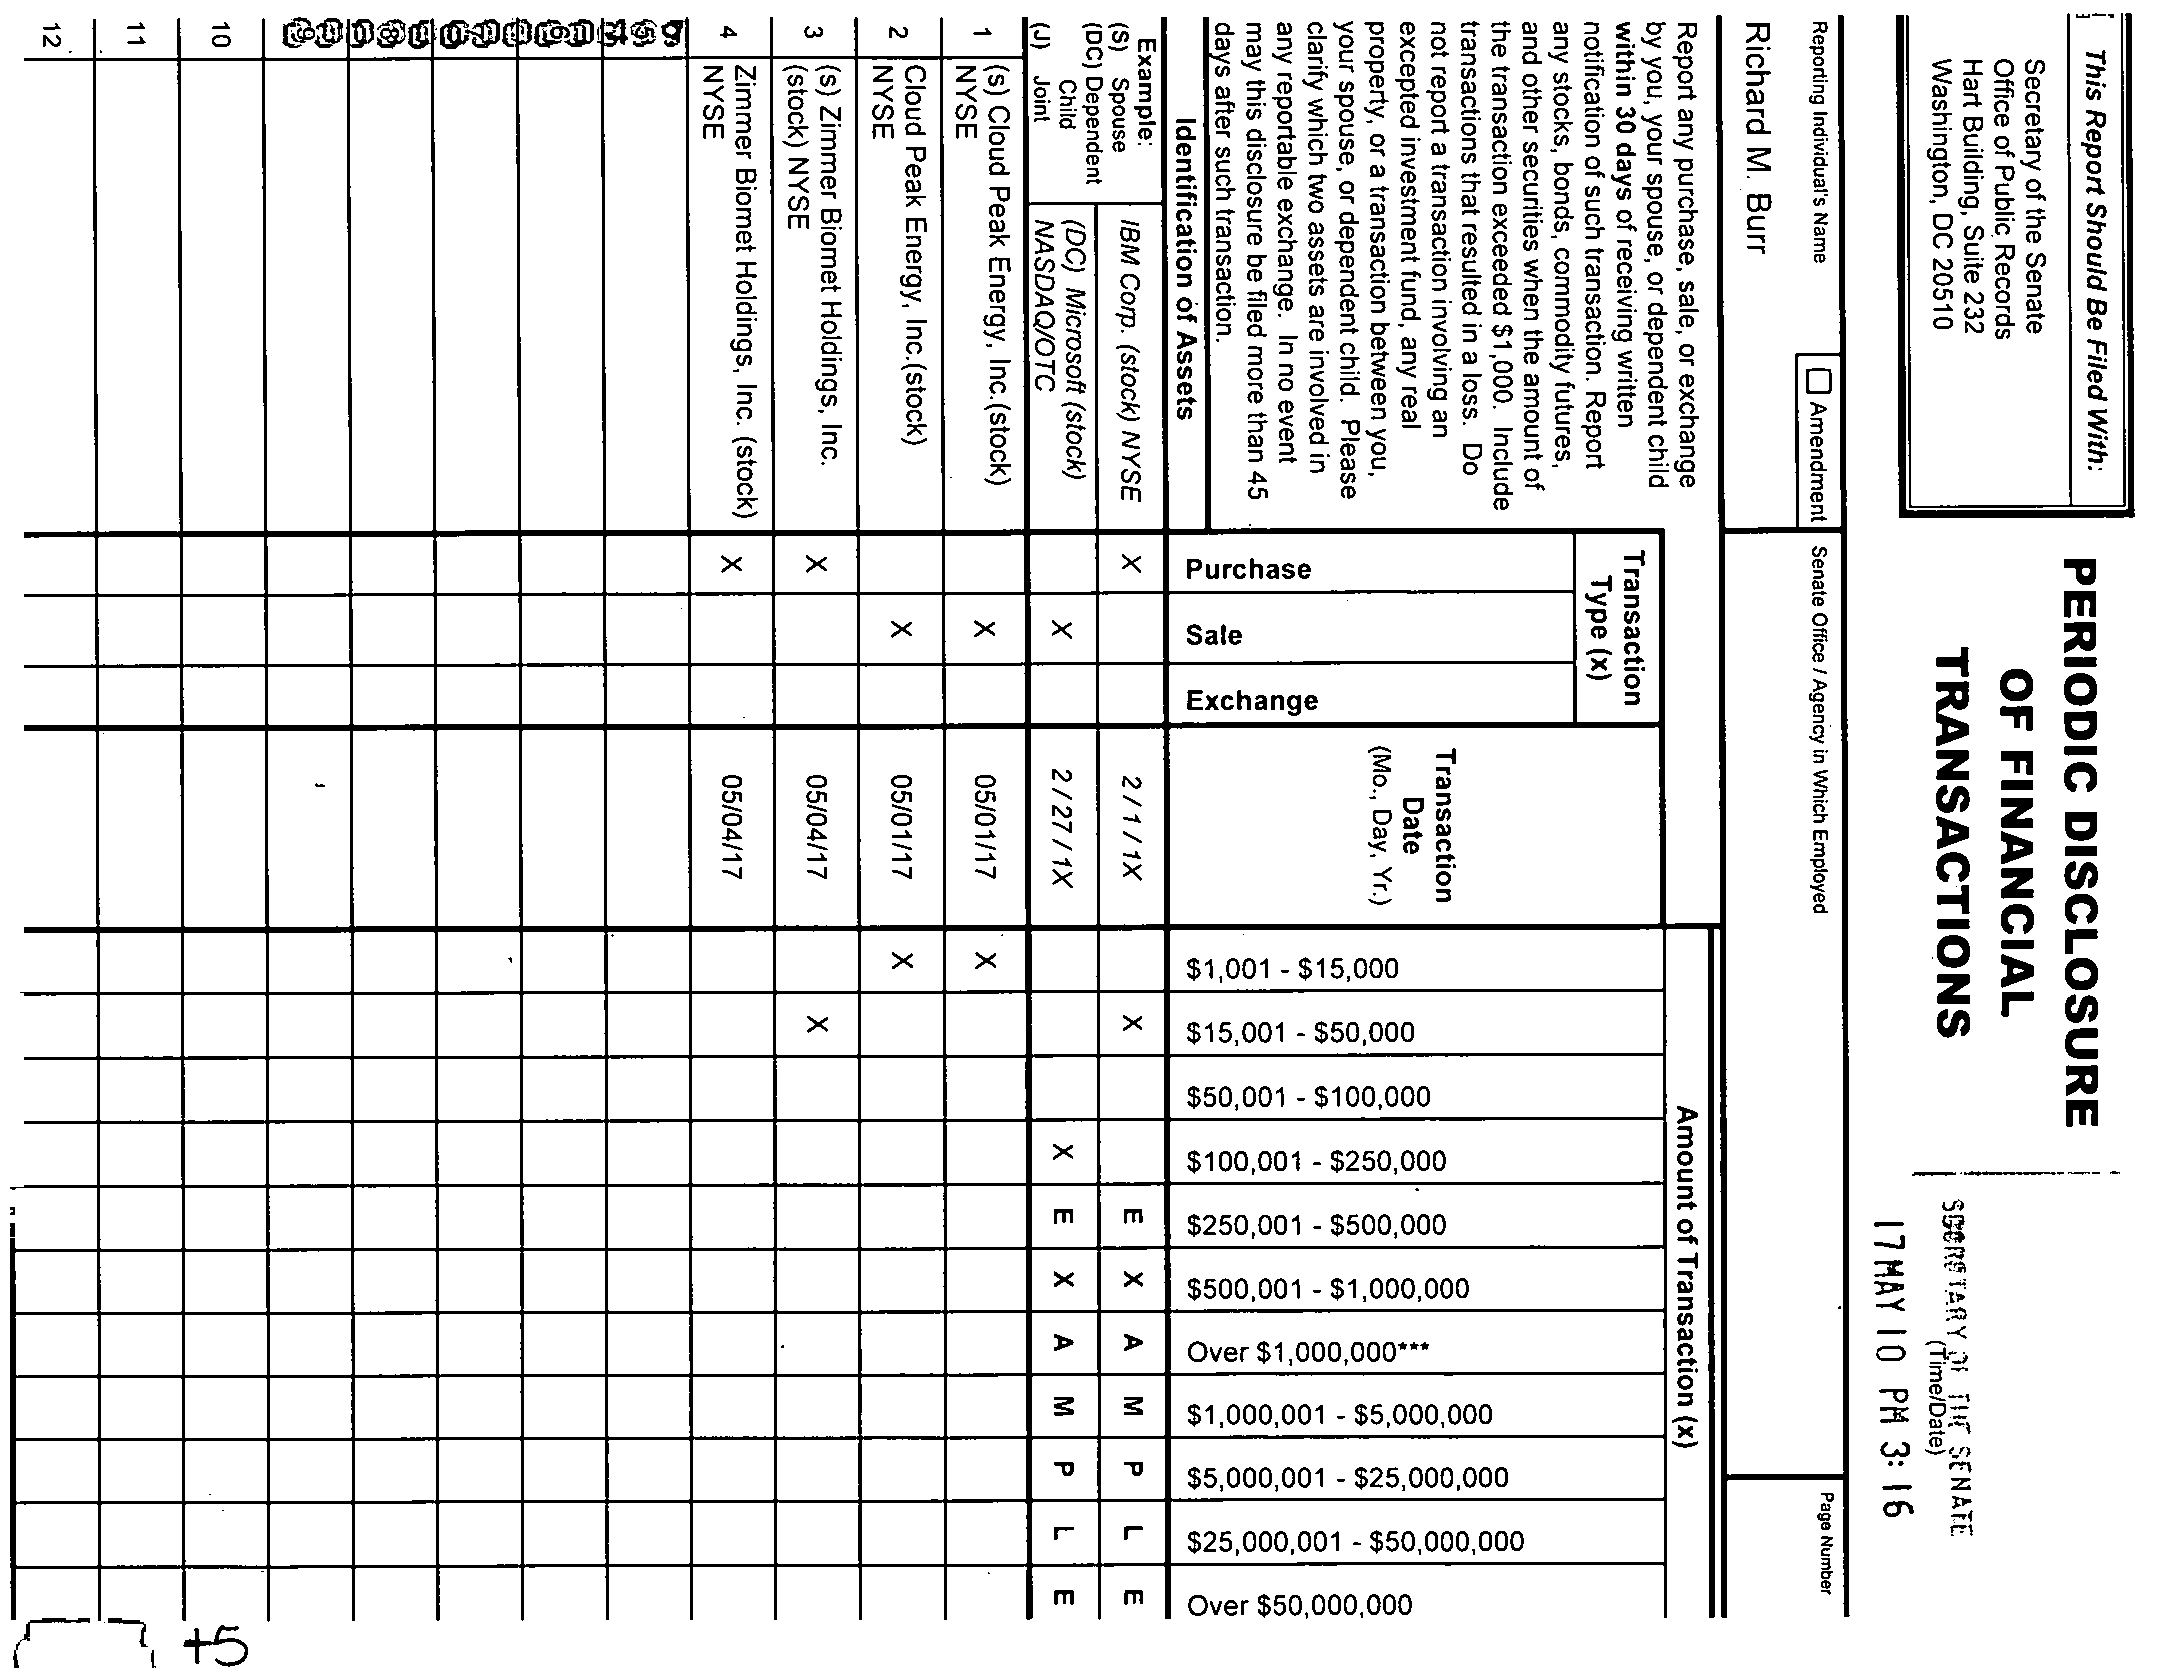 This Report Should Be Filed With:
Secretary of the Senate
Office of Public Records
Hart Building, Suite 232
Washington, DC 20510
PERIODIC DISCLOSURE
OF FINANCIAL
TRANSACTIONS
SECRETARY OF THE SENATE
(Time/Date)
17 MAY 10 PM 3: 16
Reporting Individual's Name
Amendment
Senate Office / Agency in Which Employed
Page Number
Richard M. Burr
Report any purchase, sale, or exchange
by you, your spouse, or dependent child
within 30 days of receiving written
notification of such transaction. Report
any stocks, bonds, commodity futures,
and other securities when the amount of
the transaction exceeded $1,000. Include
transactions that resulted in a loss. Do
not report a transaction involving an
excepted investment fund, any real
property, or a transaction between you,
your spouse, or dependent child. Please
clarify which two assets are involved in
any reportable exchange. In no event
may this disclosure be filed more than 45
days after such transaction.
Identification of Assets
Transaction
Type (x)
Purchase
Sale
Exchange
Transaction
Date
(Mo., Day, Yr.)
Amount of Transaction (x)
$1,001 - $15,000
$15,001 - $50,000
$50,001 - $100,000
$100,001 - $250,000
$250,001 - $500,000
$500,001 - $1,000,000
Over $1,000,000***
$1,000,001 - $5,000,000
$5,000,001 - $25,000,000
$25,000,001 - $50,000,000
Over $50,000,000
Example:
(S) Spouse
(DC) Dependent
Child
(J) Joint
IBM Corp. (stock) NYSE X 2 / 1 / 1X X E X A M P L E
(DC) Microsoft (stock)
NASDAQ/OTC X 2 / 27 / 1X X E X A M P L E
1 (s) Cloud Peak Energy, Inc.(stock)
NYSE X 05/01/17 X
2 Cloud Peak Energy, Inc.(stock)
NYSE X 05/01/17 X
3 (s) Zimmer Biomet Holdings, Inc.
(stock) NYSE X 05/04/17 X
4 Zimmer Biomet Holdings, Inc. (stock)
NYSE X 05/04/17
10
11
12
+5